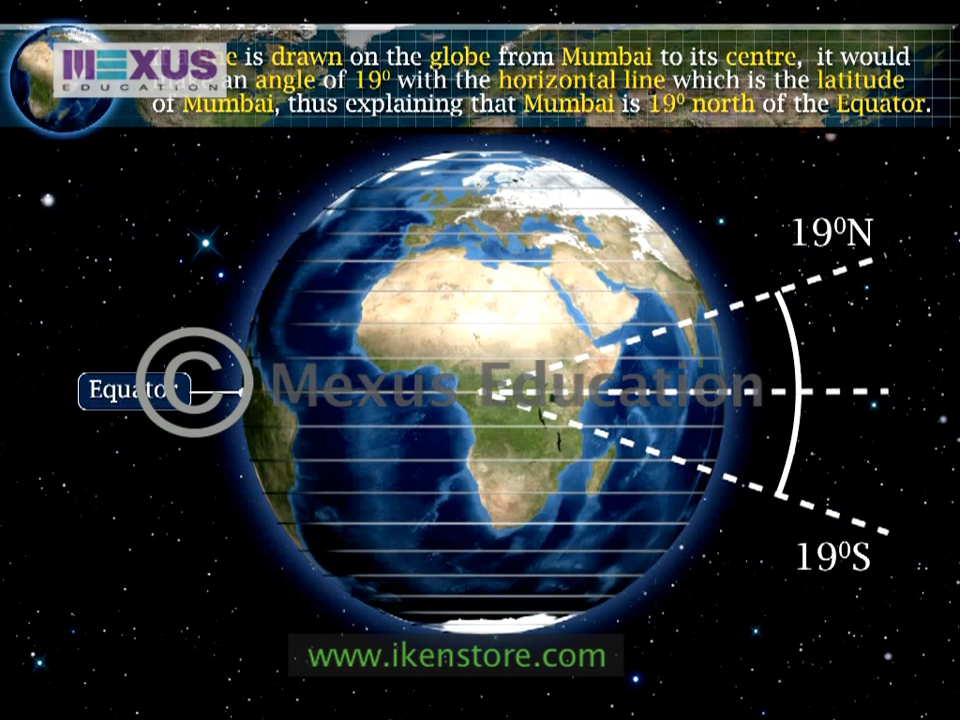 MEXUS
EDUCATION
is drawn on the globe from Mumbai to its centre, it would
an angle of 19⁰ with the horizontal line which is the latitude
of Mumbai, thus explaining that Mumbai is 19⁰ north of the Equator.
19⁰N
Equator
© Mexus Education
19⁰S
www.ikenstore.com